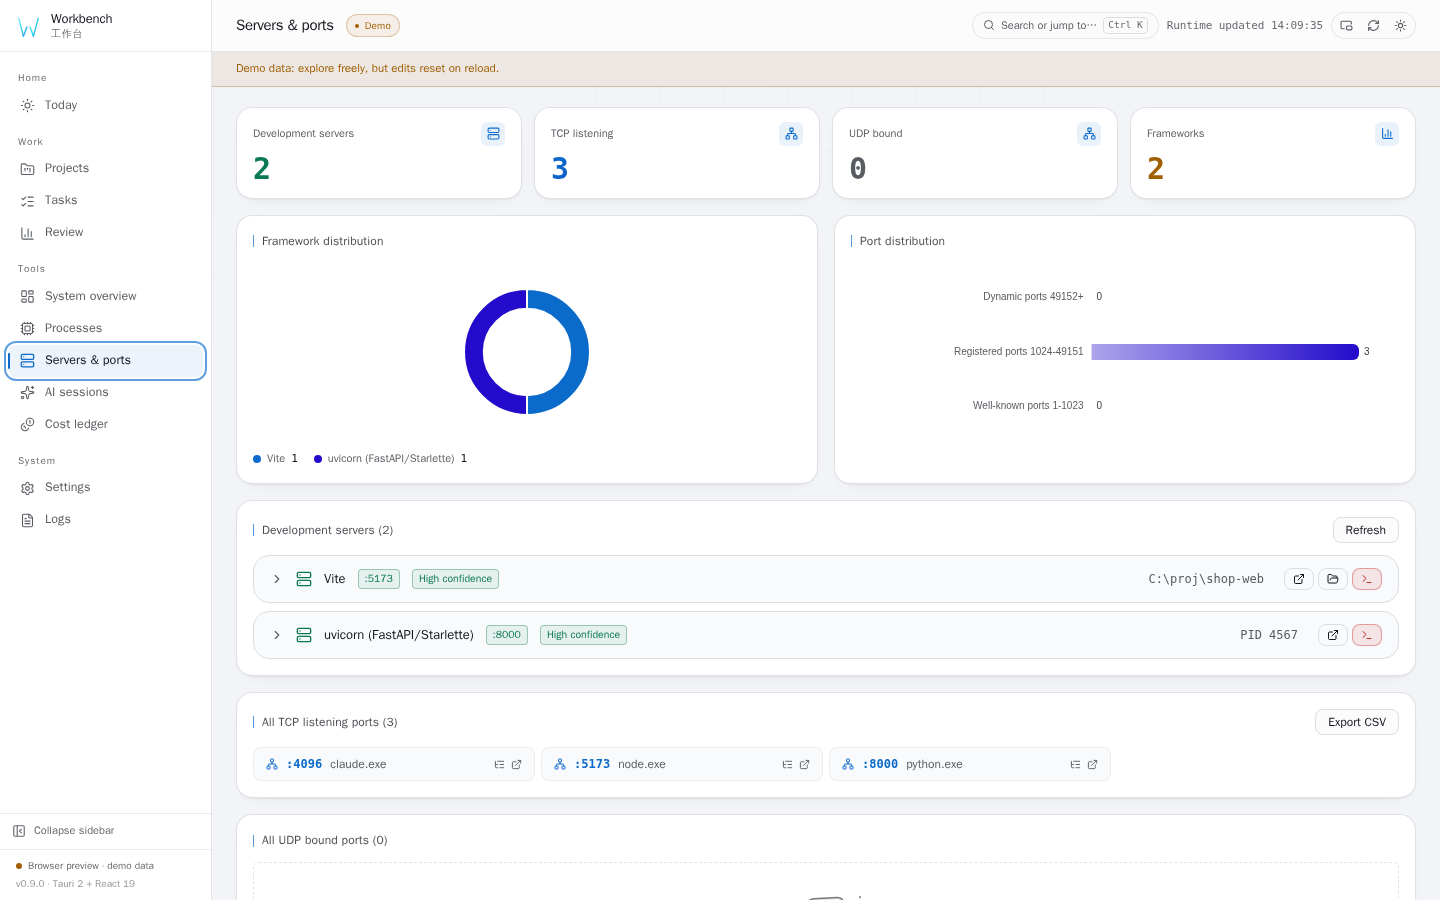 Workbench
工作台
Home
Today
Work
Projects
Tasks
Review
Tools
System overview
Processes
Servers & ports
AI sessions
Cost ledger
System
Settings
Logs
Collapse sidebar
Browser preview · demo data
v0.9.0 · Tauri 2 + React 19
Servers & ports
Demo
Search or jump to···
Ctrl K
Runtime updated 14:09:35
Demo data: explore freely, but edits reset on reload.
Development servers
2
TCP listening
3
UDP bound
0
Frameworks
2
Framework distribution
Vite 1
uvicorn (FastAPI/Starlette) 1
Port distribution
Dynamic ports 49152+ 0
Registered ports 1024-49151 3
Well-known ports 1-1023 0
Development servers (2)
Refresh
Vite :5173 High confidence C:\proj\shop-web
uvicorn (FastAPI/Starlette) :8000 High confidence PID 4567
All TCP listening ports (3)
Export CSV
:4096 claude.exe
:5173 node.exe
:8000 python.exe
All UDP bound ports (0)